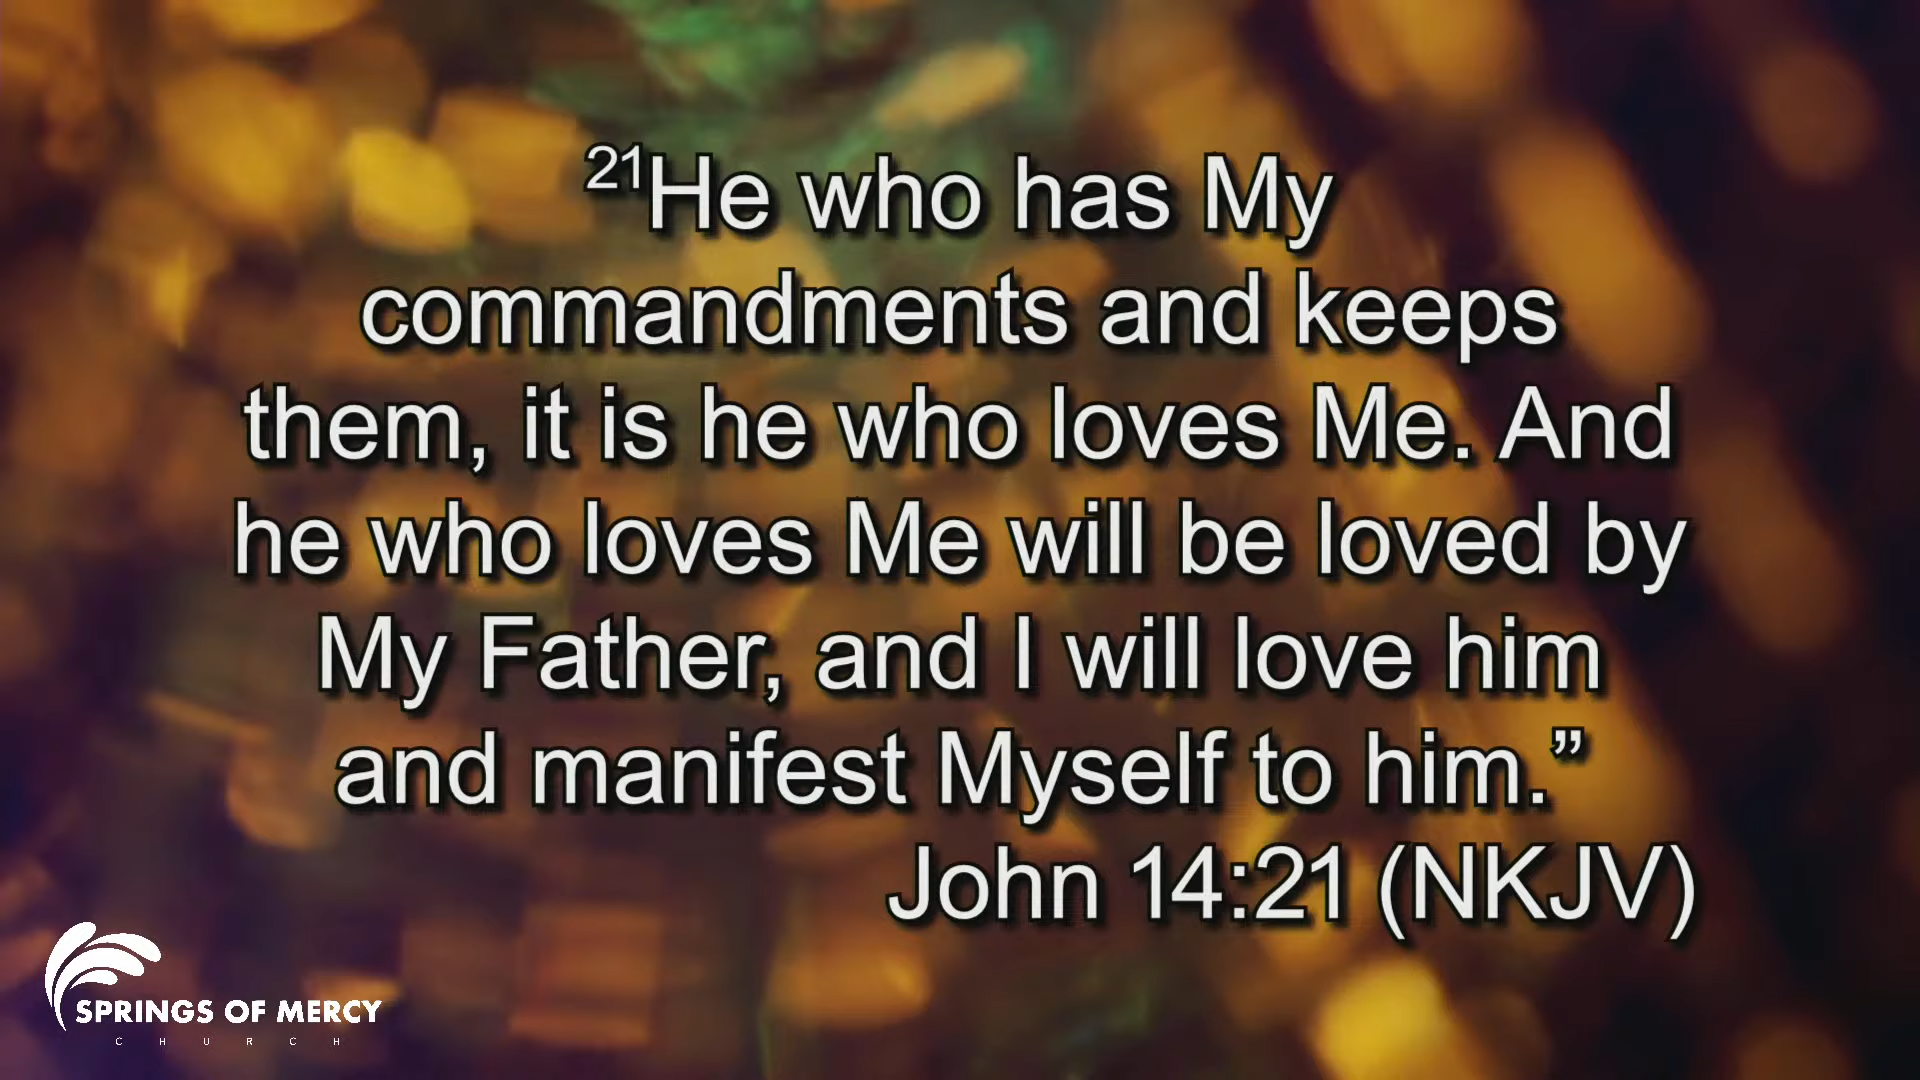 ²¹He who has My
commandments and keeps
them, it is he who loves Me. And
he who loves Me will be loved by
My Father, and I will love him
and manifest Myself to him.”
John 14:21 (NKJV)
SPRINGS OF MERCY
CHURCH